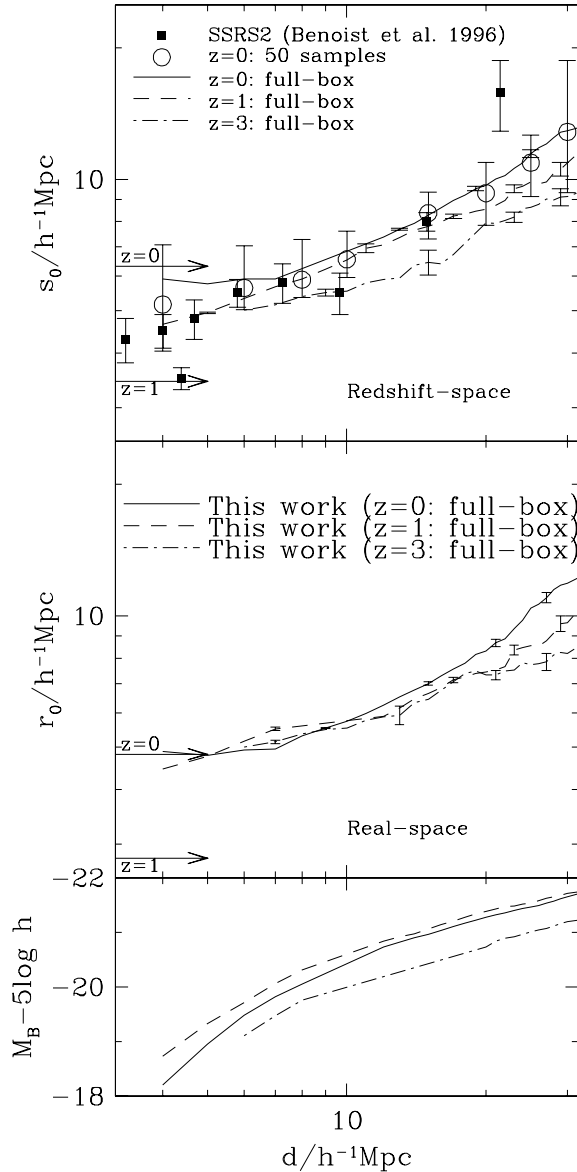 SSRS2 (Benoist et al. 1996)
z=0: 50 samples
z=0: full-box
z=1: full-box
z=3: full-box
10
s₀/h⁻¹Mpc
z=0
z=1
Redshift-space
This work (z=0: full-box)
This work (z=1: full-box)
This work (z=3: full-box)
10
r₀/h⁻¹Mpc
z=0
Real-space
z=1
−22
−20
−18
M_B−5log h
10
d/h⁻¹Mpc